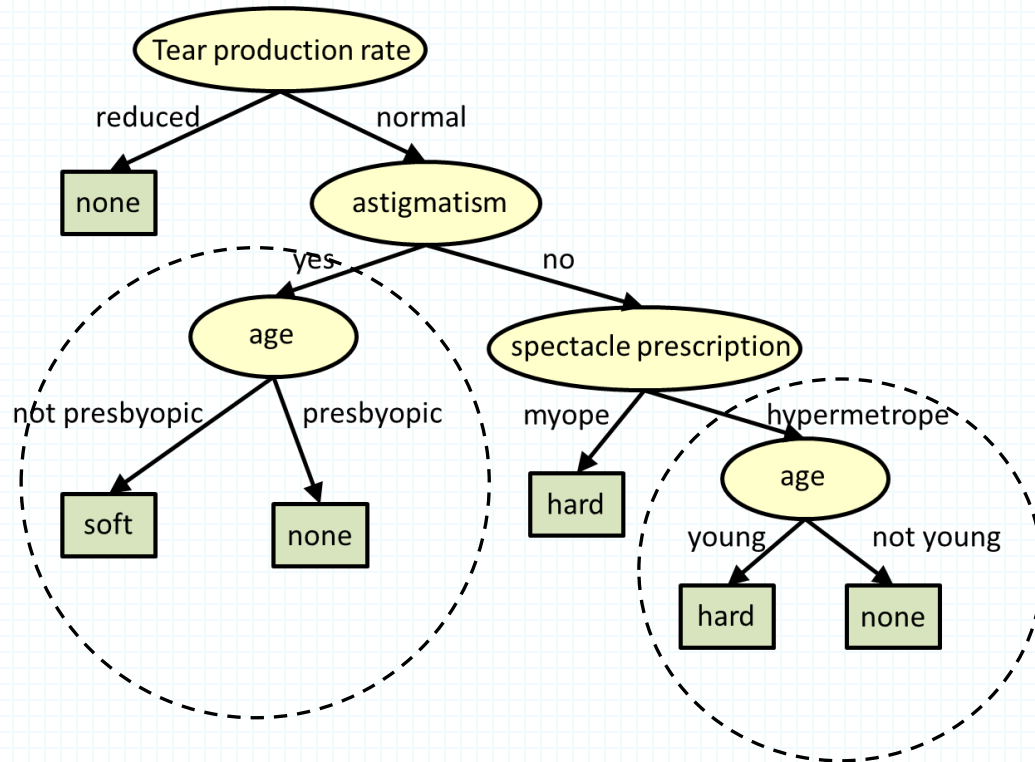 Tear production rate
reduced
normal
none
astigmatism
yes
no
age
spectacle prescription
not presbyopic
presbyopic
myope
hypermetrope
soft
none
hard
age
young
not young
hard
none